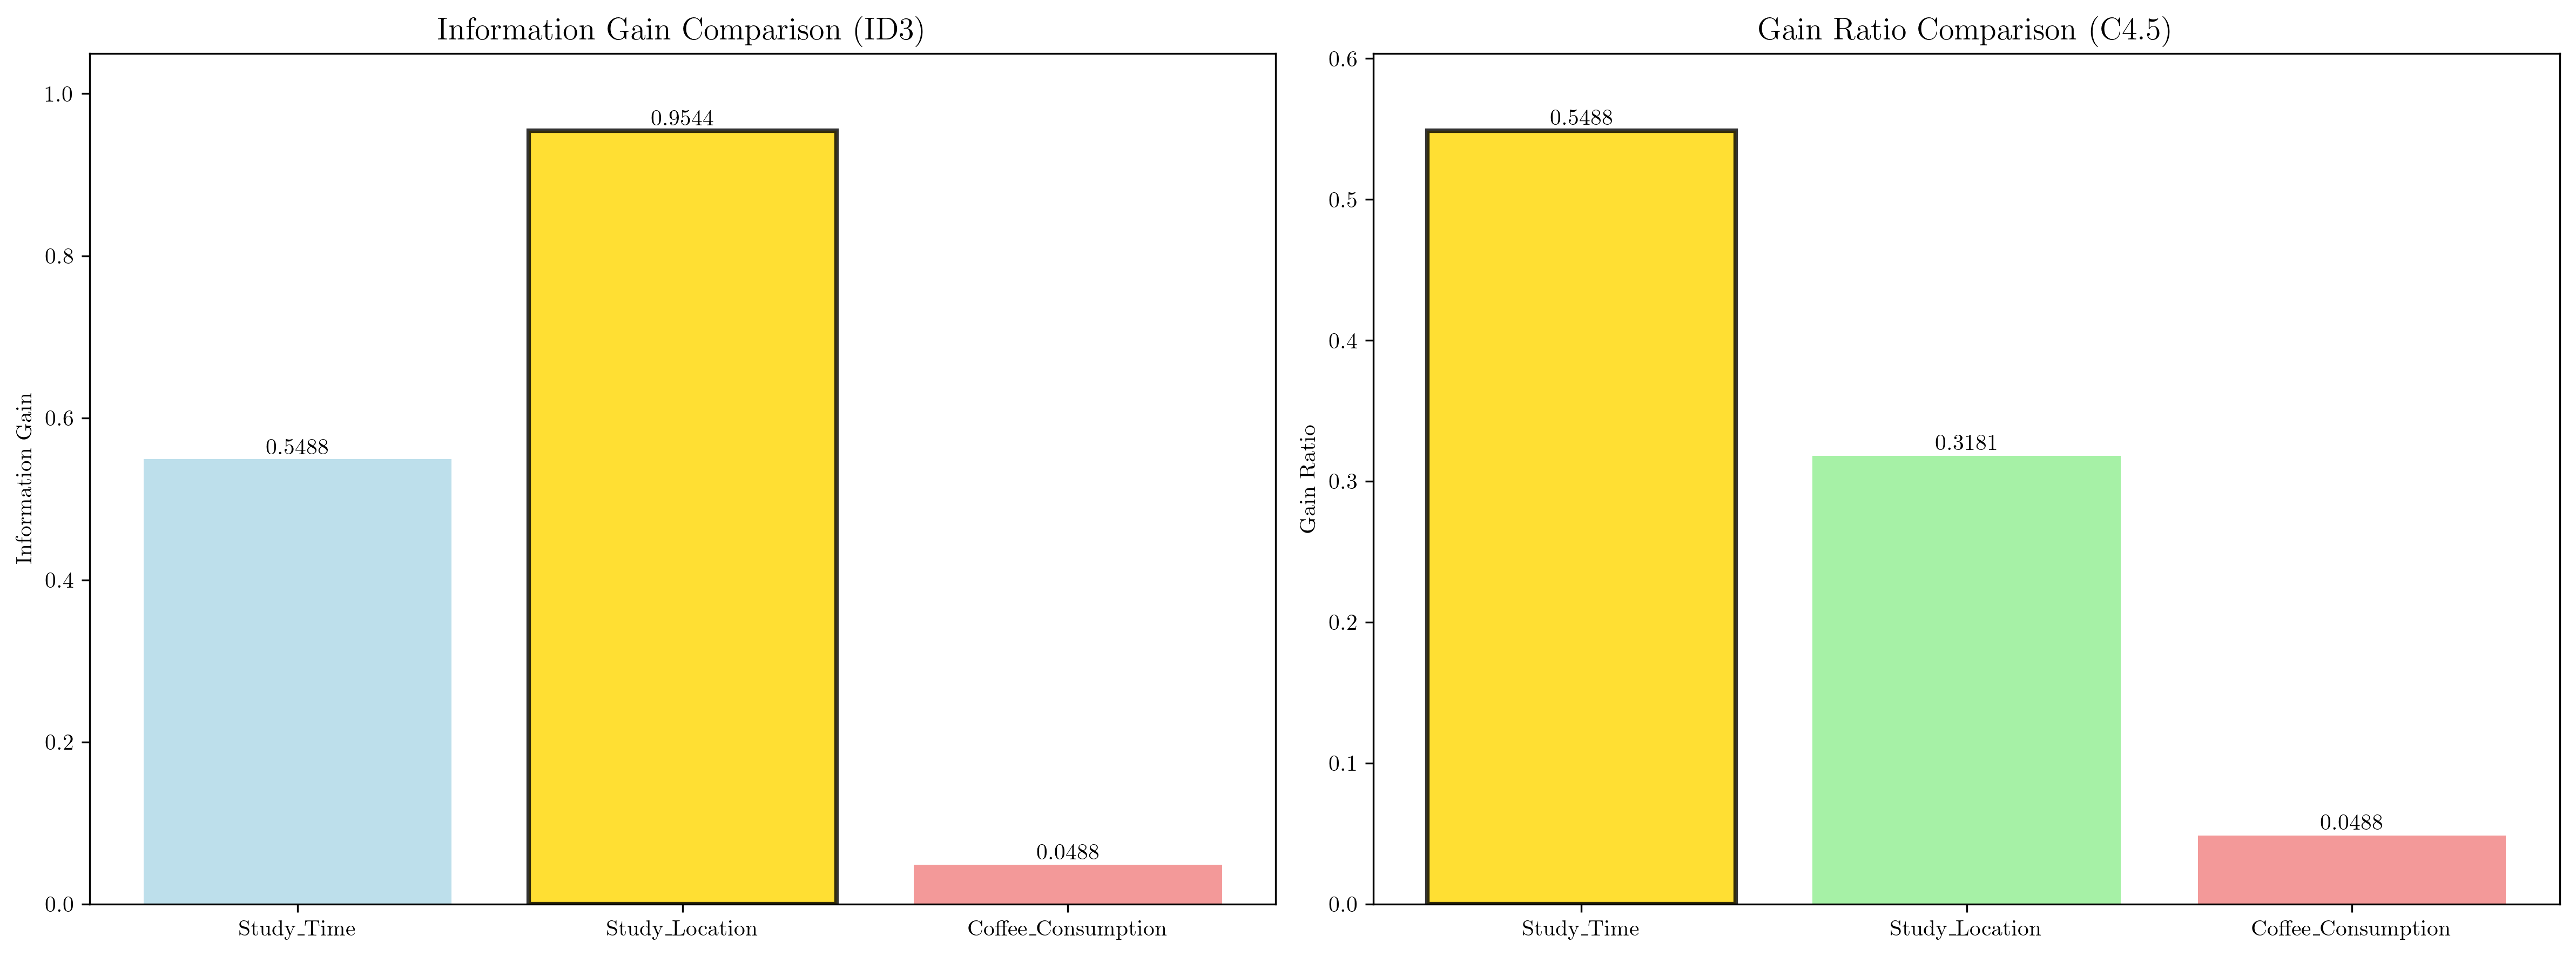 Information Gain Comparison (ID3)
Information Gain
1.0
0.8
0.6
0.4
0.2
0.0
0.5488
0.9544
0.0488
Study_Time
Study_Location
Coffee_Consumption
Gain Ratio Comparison (C4.5)
Gain Ratio
0.6
0.5
0.4
0.3
0.2
0.1
0.0
0.5488
0.3181
0.0488
Study_Time
Study_Location
Coffee_Consumption